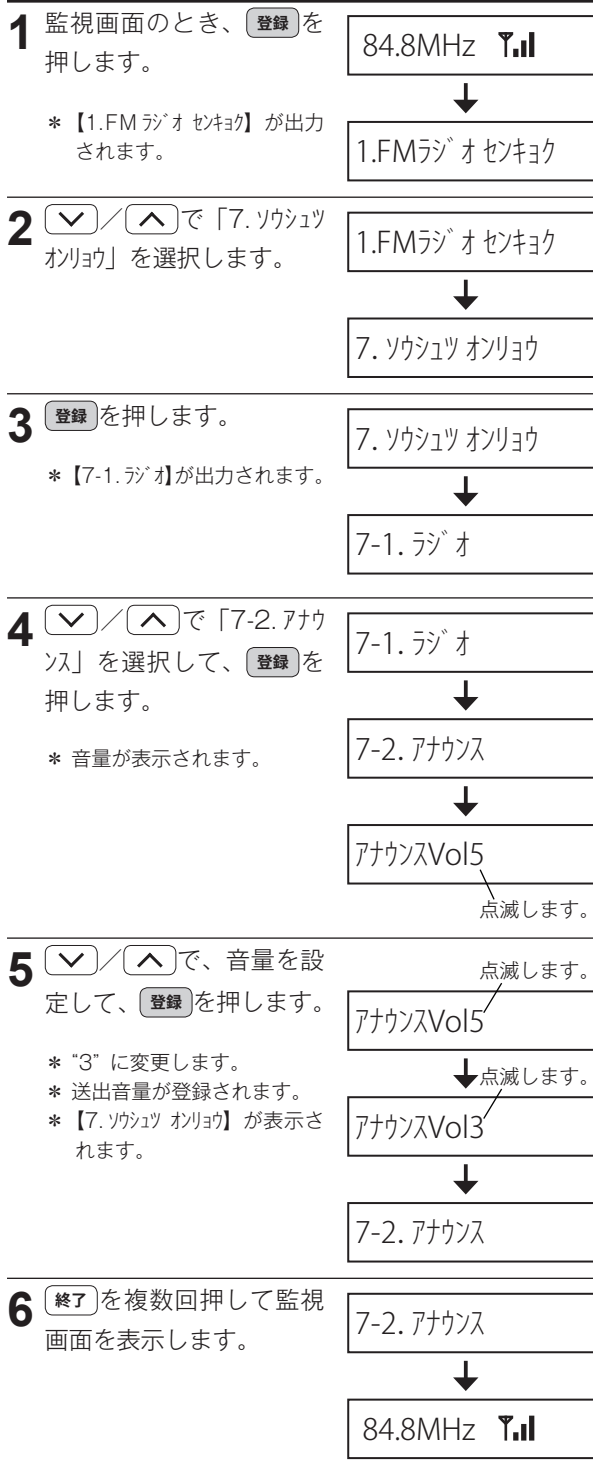 1 監視画面のとき、登録を
押します。
＊【1.FMﾗｼﾞｵ ｾﾝｷｮｸ】が出力
されます。
84.8MHz
1.FMﾗｼﾞｵ ｾﾝｷｮｸ
2 ／で「7. ｿｳｼｭﾂ
ｵﾝﾘｮｳ」を選択します。
1.FMﾗｼﾞｵ ｾﾝｷｮｸ
7. ｿｳｼｭﾂ ｵﾝﾘｮｳ
3 登録を押します。
＊【7-1. ﾗｼﾞｵ】が出力されます。
7. ｿｳｼｭﾂ ｵﾝﾘｮｳ
7-1. ﾗｼﾞｵ
4 ／で「7-2. ｱﾅｳ
ﾝｽ」を選択して、登録を
押します。
＊ 音量が表示されます。
7-1. ﾗｼﾞｵ
7-2. ｱﾅｳﾝｽ
ｱﾅｳﾝｽVol5
点滅します。
5 ／で、音量を設
定して、登録を押します。
＊ “3” に変更します。
＊ 送出音量が登録されます。
＊【7. ｿｳｼｭﾂ ｵﾝﾘｮｳ】が表示さ
れます。
点滅します。
ｱﾅｳﾝｽVol5
点滅します。
ｱﾅｳﾝｽVol3
7-2. ｱﾅｳﾝｽ
6 終了を複数回押して監視
画面を表示します。
7-2. ｱﾅｳﾝｽ
84.8MHz